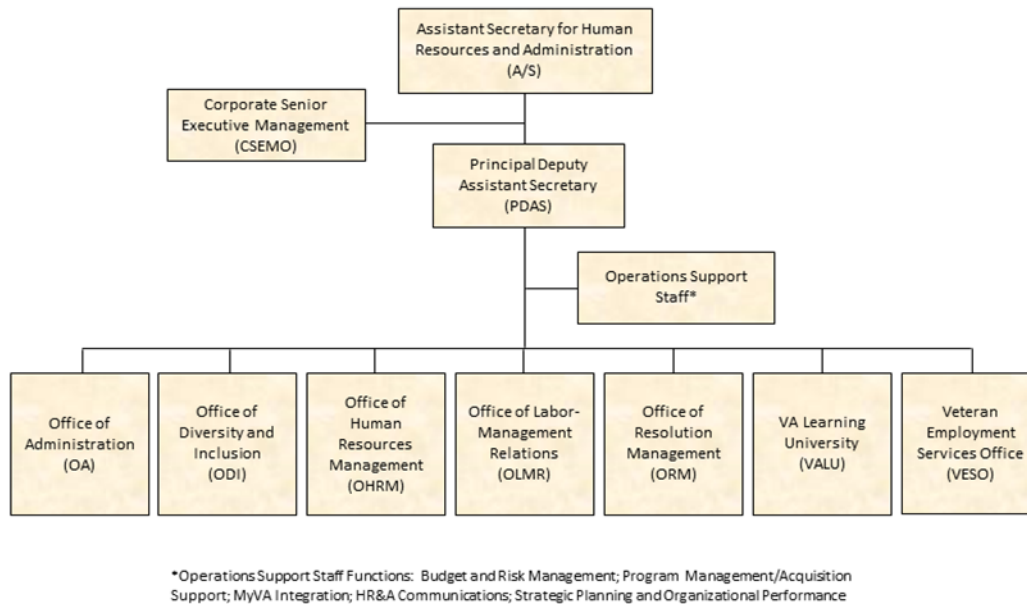 Assistant Secretary for Human
Resources and Administration
(A/S)
Corporate Senior
Executive Management
(CSEMO)
Principal Deputy
Assistant Secretary
(PDAS)
Operations Support
Staff*
Office of
Administration
(OA)
Office of
Diversity and
Inclusion
(ODI)
Office of
Human
Resources
Management
(OHRM)
Office of Labor-
Management
Relations
(OLMR)
Office of
Resolution
Management
(ORM)
VA Learning
University
(VALU)
Veteran
Employment
Services Office
(VESO)
*Operations Support Staff Functions: Budget and Risk Management; Program Management/Acquisition
Support; MyVA Integration; HR&A Communications; Strategic Planning and Organizational Performance